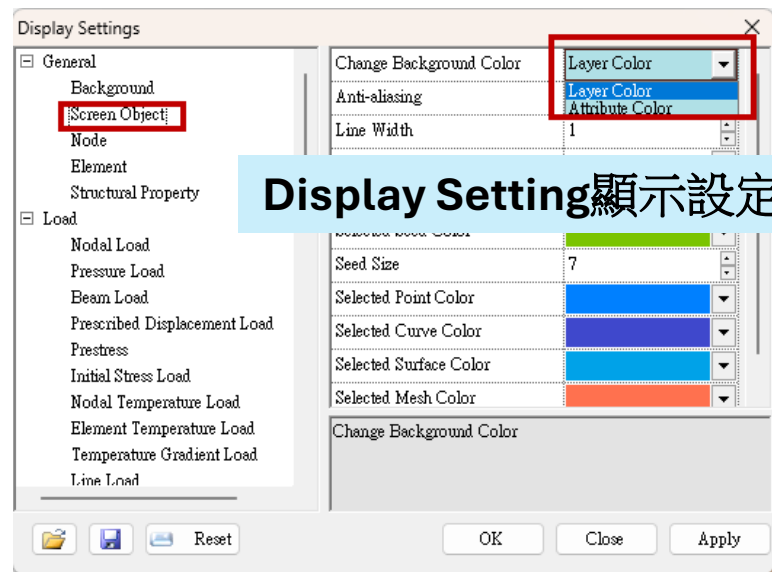 Display Settings
General
Background
Screen Object
Node
Element
Structural Property
Load
Nodal Load
Pressure Load
Beam Load
Prescribed Displacement Load
Prestress
Initial Stress Load
Nodal Temperature Load
Element Temperature Load
Temperature Gradient Load
Line Load
Change Background Color Layer Color
Layer Color
Attribute Color
Anti-aliasing
Line Width 1
Display Setting顯示設定
Seed Size 7
Selected Point Color
Selected Curve Color
Selected Surface Color
Selected Mesh Color
Change Background Color
Reset OK Close Apply